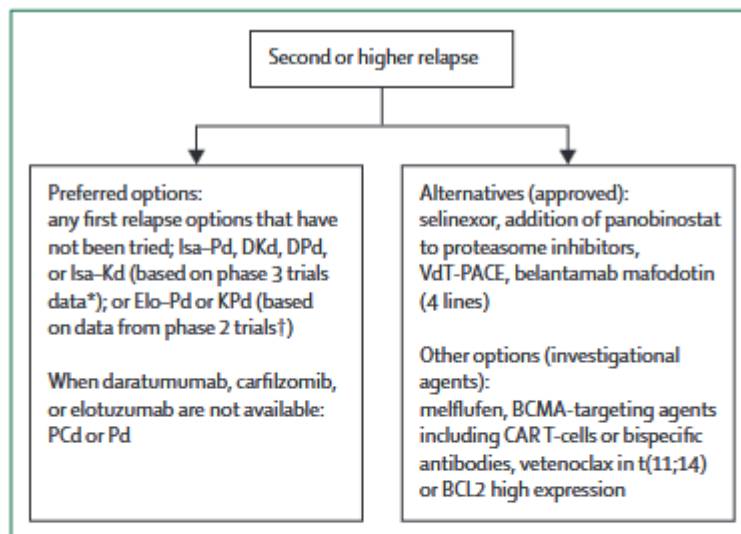 Second or higher relapse
Preferred options:
any first relapse options that have
not been tried; Isa–Pd, DKd, DPd,
or Isa–Kd (based on phase 3 trials
data*); or Elo–Pd or KPd (based
on data from phase 2 trials†)
When daratumumab, carfilzomib,
or elotuzumab are not available:
PCd or Pd
Alternatives (approved):
selinexor, addition of panobinostat
to proteasome inhibitors,
VdT-PACE, belantamab mafodotin
(4 lines)
Other options (investigational
agents):
melflufen, BCMA-targeting agents
including CAR T-cells or bispecific
antibodies, vetenoclax in t(11;14)
or BCL2 high expression